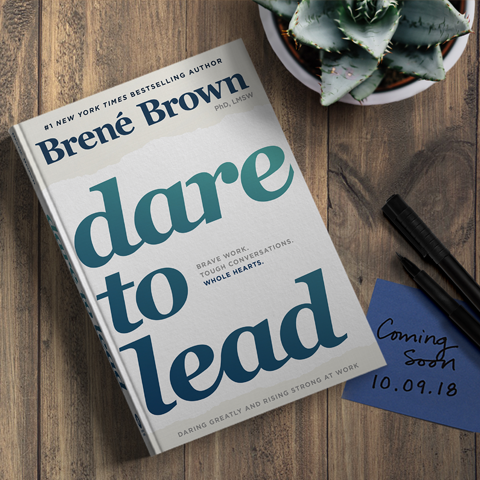 #1 NEW YORK TIMES BESTSELLING AUTHOR
Brené Brown
PhD, LMSW
dare
to
BRAVE WORK.
TOUGH CONVERSATIONS.
WHOLE HEARTS.
lead
DARING GREATLY AND RISING STRONG AT WORK
Coming
Soon
10.09.18